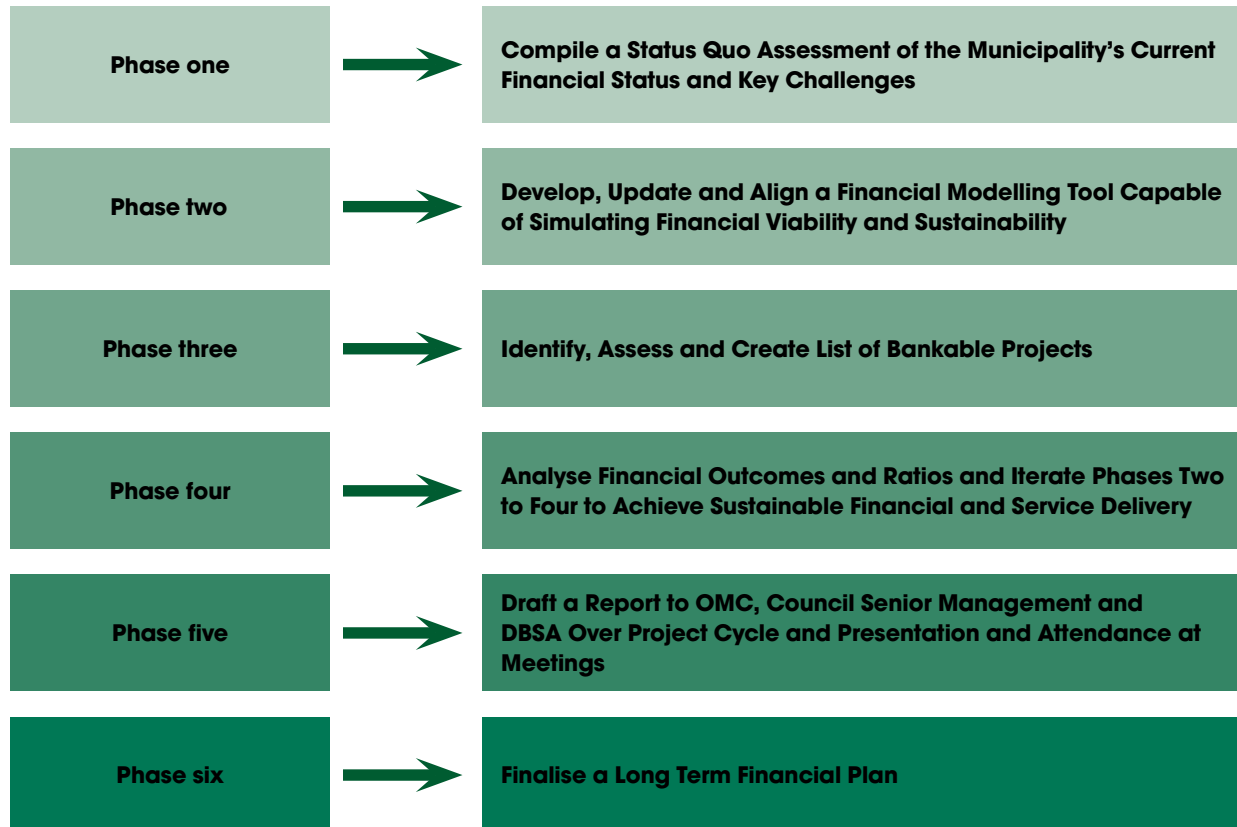 Phase one
Compile a Status Quo Assessment of the Municipality's Current
Financial Status and Key Challenges
Phase two
Develop, Update and Align a Financial Modelling Tool Capable
of Simulating Financial Viability and Sustainability
Phase three
Identify, Assess and Create List of Bankable Projects
Phase four
Analyse Financial Outcomes and Ratios and Iterate Phases Two
to Four to Achieve Sustainable Financial and Service Delivery
Phase five
Draft a Report to OMC, Council Senior Management and
DBSA Over Project Cycle and Presentation and Attendance at
Meetings
Phase six
Finalise a Long Term Financial Plan